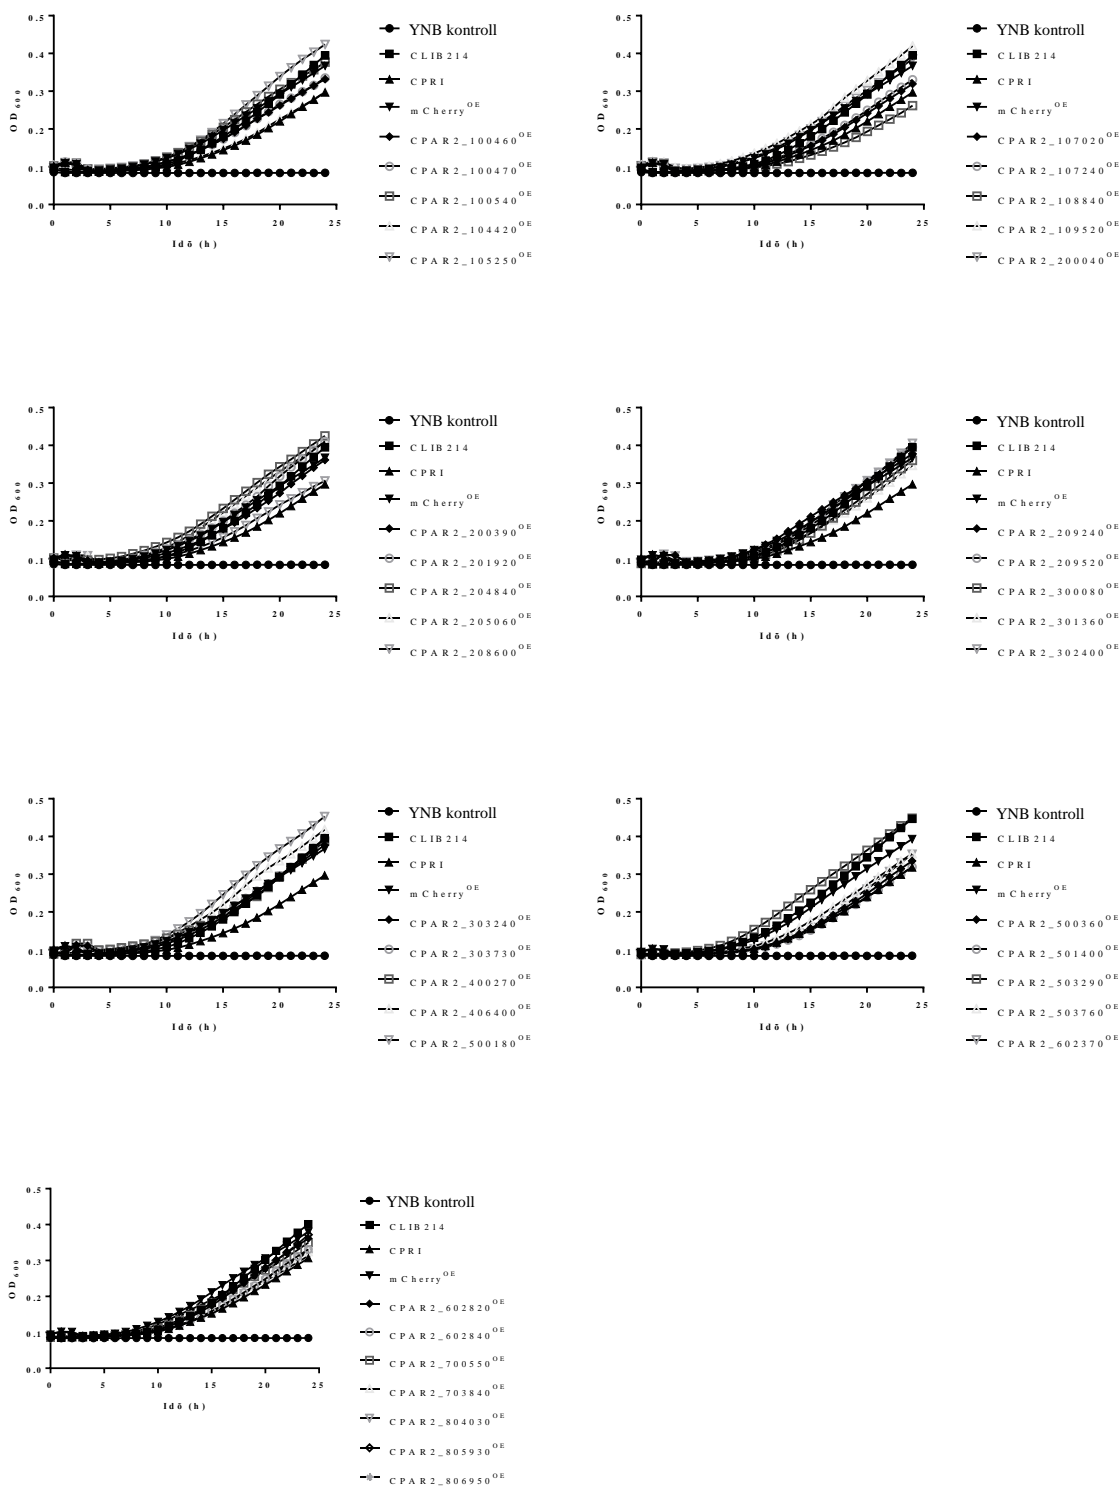 0.5
0.4
0.3
0.2
0.1
0.0
OD600
0 5 10 15 20 25
Idő (h)
YNB kontroll
CLIB214
CPRI
mCherryOE
CPAR2_100460OE
CPAR2_100470OE
CPAR2_100540OE
CPAR2_104420OE
CPAR2_105250OE
0.5
0.4
0.3
0.2
0.1
0.0
OD600
0 5 10 15 20 25
Idő (h)
YNB kontroll
CLIB214
CPRI
mCherryOE
CPAR2_107020OE
CPAR2_107240OE
CPAR2_108840OE
CPAR2_109520OE
CPAR2_200040OE
0.5
0.4
0.3
0.2
0.1
0.0
OD600
0 5 10 15 20 25
Idő (h)
YNB kontroll
CLIB214
CPRI
mCherryOE
CPAR2_200390OE
CPAR2_201920OE
CPAR2_204840OE
CPAR2_205060OE
CPAR2_208600OE
0.5
0.4
0.3
0.2
0.1
0.0
OD600
0 5 10 15 20 25
Idő (h)
YNB kontroll
CLIB214
CPRI
mCherryOE
CPAR2_209240OE
CPAR2_209520OE
CPAR2_300080OE
CPAR2_301360OE
CPAR2_302400OE
0.5
0.4
0.3
0.2
0.1
0.0
OD600
0 5 10 15 20 25
Idő (h)
YNB kontroll
CLIB214
CPRI
mCherryOE
CPAR2_303240OE
CPAR2_303730OE
CPAR2_400270OE
CPAR2_406400OE
CPAR2_500180OE
0.5
0.4
0.3
0.2
0.1
0.0
OD600
0 5 10 15 20 25
Idő (h)
YNB kontroll
CLIB214
CPRI
mCherryOE
CPAR2_500360OE
CPAR2_501400OE
CPAR2_503290OE
CPAR2_503760OE
CPAR2_602370OE
0.5
0.4
0.3
0.2
0.1
0.0
OD600
0 5 10 15 20 25
Idő (h)
YNB kontroll
CLIB214
CPRI
mCherryOE
CPAR2_602820OE
CPAR2_602840OE
CPAR2_700550OE
CPAR2_703840OE
CPAR2_804030OE
CPAR2_805930OE
CPAR2_806950OE